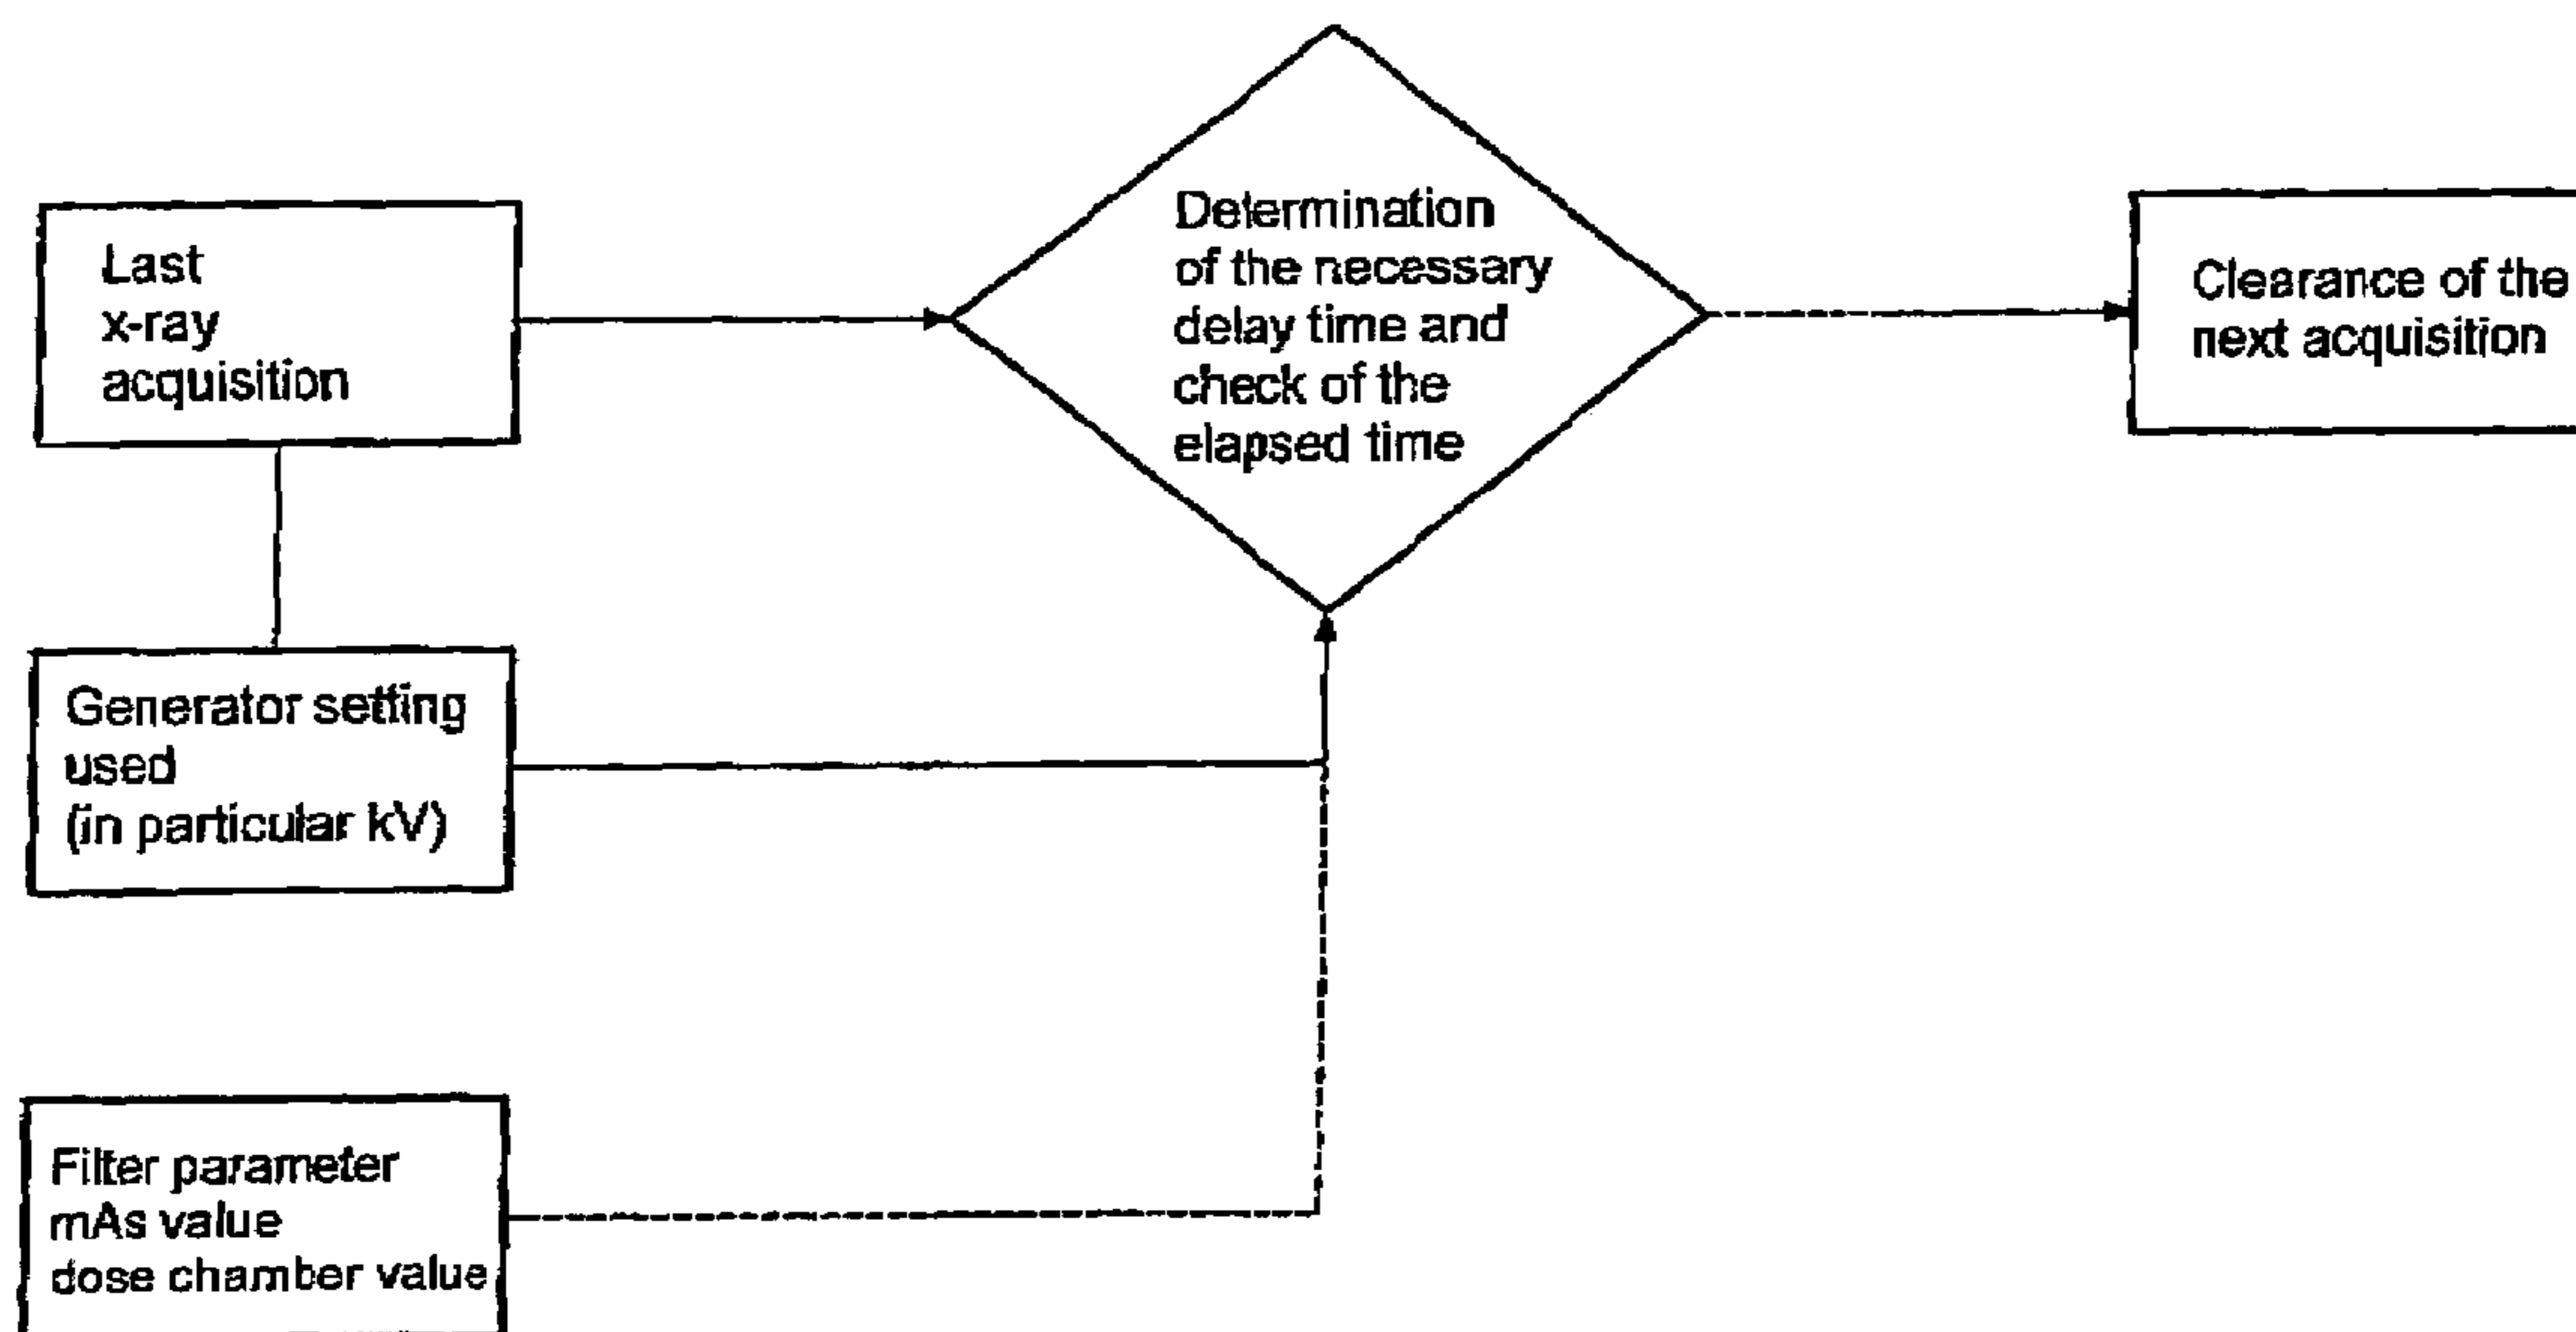 Last
x-ray
acquisition
Determination
of the necessary
delay time and
check of the
elapsed time
Clearance of the
next acquisition
Generator setting
used
(in particular kV)
Filter parameter
mAs value
dose chamber value